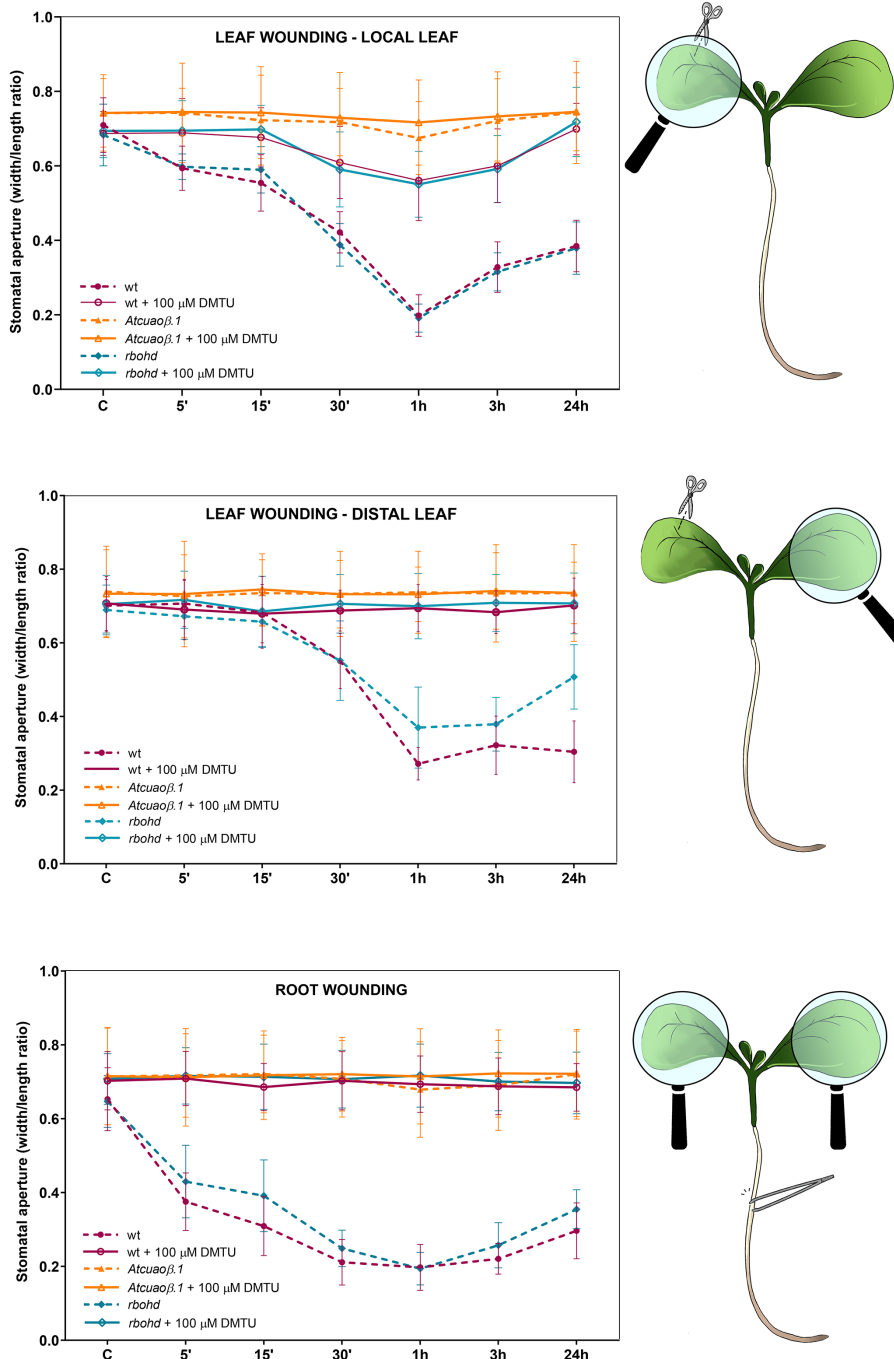 LEAF WOUNDING - LOCAL LEAF
Stomatal aperture (width/length ratio)
1.0
0.8
0.6
0.4
0.2
0.0
wt
wt + 100 μM DMTU
Atcuaoβ.1
Atcuaoβ.1 + 100 μM DMTU
rbohd
rbohd + 100 μM DMTU
C 5' 15' 30' 1h 3h 24h
LEAF WOUNDING - DISTAL LEAF
Stomatal aperture (width/length ratio)
1.0
0.8
0.6
0.4
0.2
0.0
wt
wt + 100 μM DMTU
Atcuaoβ.1
Atcuaoβ.1 + 100 μM DMTU
rbohd
rbohd + 100 μM DMTU
C 5' 15' 30' 1h 3h 24h
ROOT WOUNDING
Stomatal aperture (width/length ratio)
1.0
0.8
0.6
0.4
0.2
0.0
wt
wt + 100 μM DMTU
Atcuaoβ.1
Atcuaoβ.1 + 100 μM DMTU
rbohd
rbohd + 100 μM DMTU
C 5' 15' 30' 1h 3h 24h